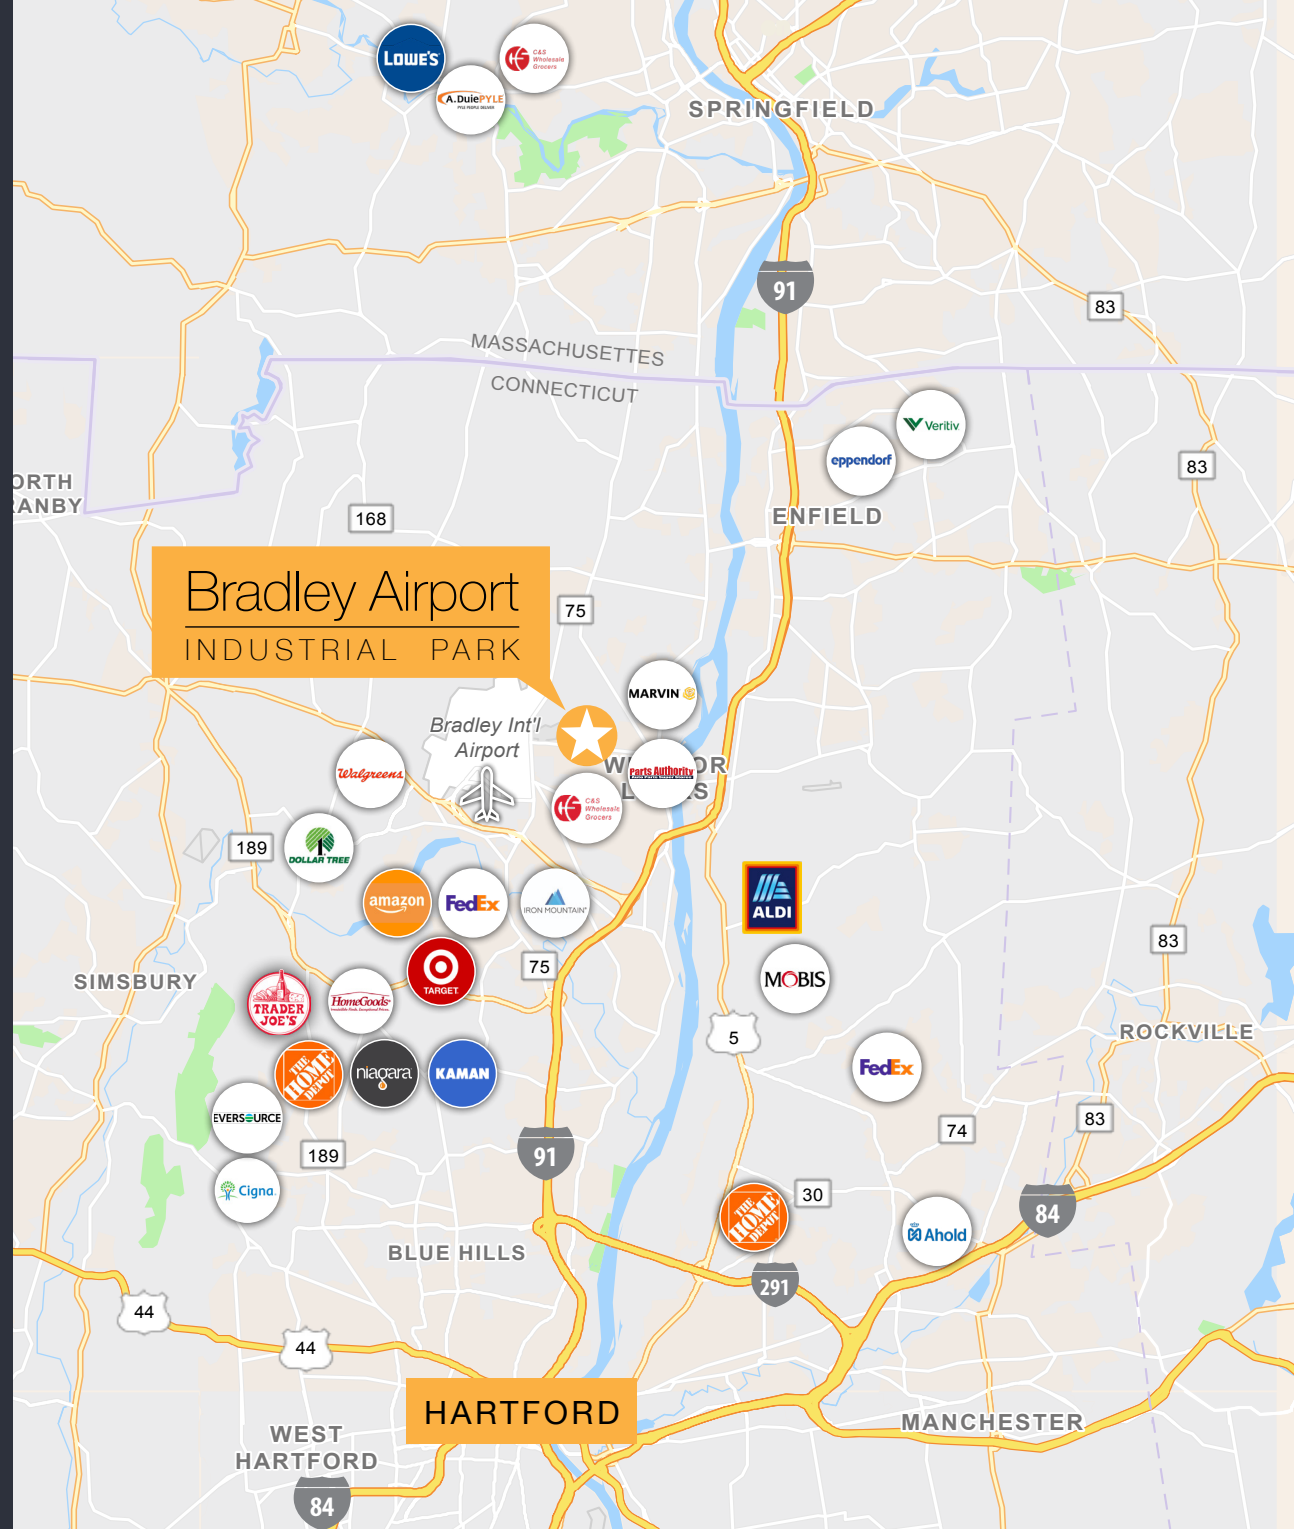 LOWE'S
C&S
Wholesale
Grocers
A.DuiePYLE
SPRINGFIELD
91
83
MASSACHUSETTES
CONNECTICUT
Veritiv
eppendorf
83
ORTH
ANBY
168
ENFIELD
Bradley Airport
INDUSTRIAL PARK
75
MARVIN
Bradley Int'l
Airport
Walgreens
Parts Authority
C&S
Wholesale
Grocers
189
DOLLAR TREE
amazon
FedEx
IRON MOUNTAIN
ALDI
83
75
TARGET
SIMSBURY
MOBIS
TRADER
JOE'S
HomeGoods
5
ROCKVILLE
THE
HOME
DEPOT
niagara
KAMAN
FedEx
EVERSOURCE
83
74
189
91
Cigna
30
THE
HOME
DEPOT
84
Ahold
BLUE HILLS
291
44
44
HARTFORD
MANCHESTER
WEST
HARTFORD
84